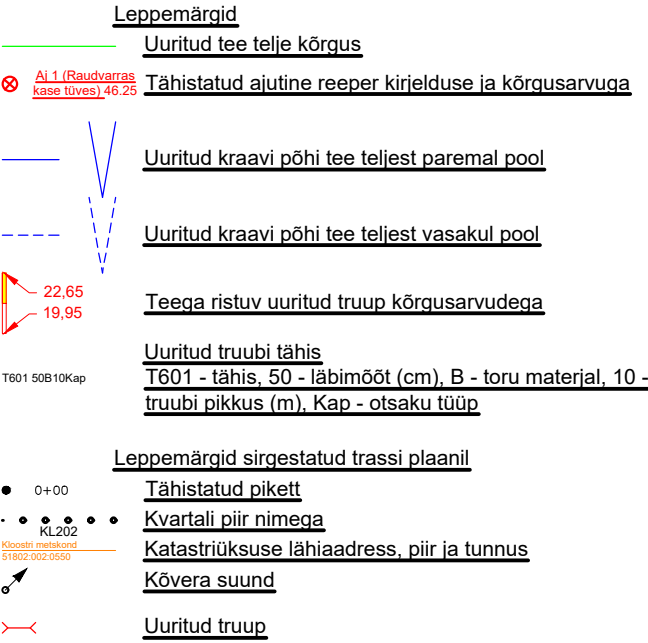 Leppemärgid
Uuritud tee telje kõrgus
Aj 1 (Raudvarras
kase tüves) 46.25
Tähistatud ajutine reeper kirjelduse ja kõrgusarvuga
Uuritud kraavi põhi tee teljest paremal pool
Uuritud kraavi põhi tee teljest vasakul pool
22,65
19,95
Teega ristuv uuritud truup kõrgusarvudega
Uuritud truubi tähis
T601 50B10Kap
T601 - tähis, 50 - läbimõõt (cm), B - toru materjal, 10 -
truubi pikkus (m), Kap - otsaku tüüp
Leppemärgid sirgestatud trassi plaanil
0+00
Tähistatud pikett
KL202
Kvartali piir nimega
Kloostri metskond
51802:002:0550
Katastriüksuse lähiaadress, piir ja tunnus
Kõvera suund
Uuritud truup